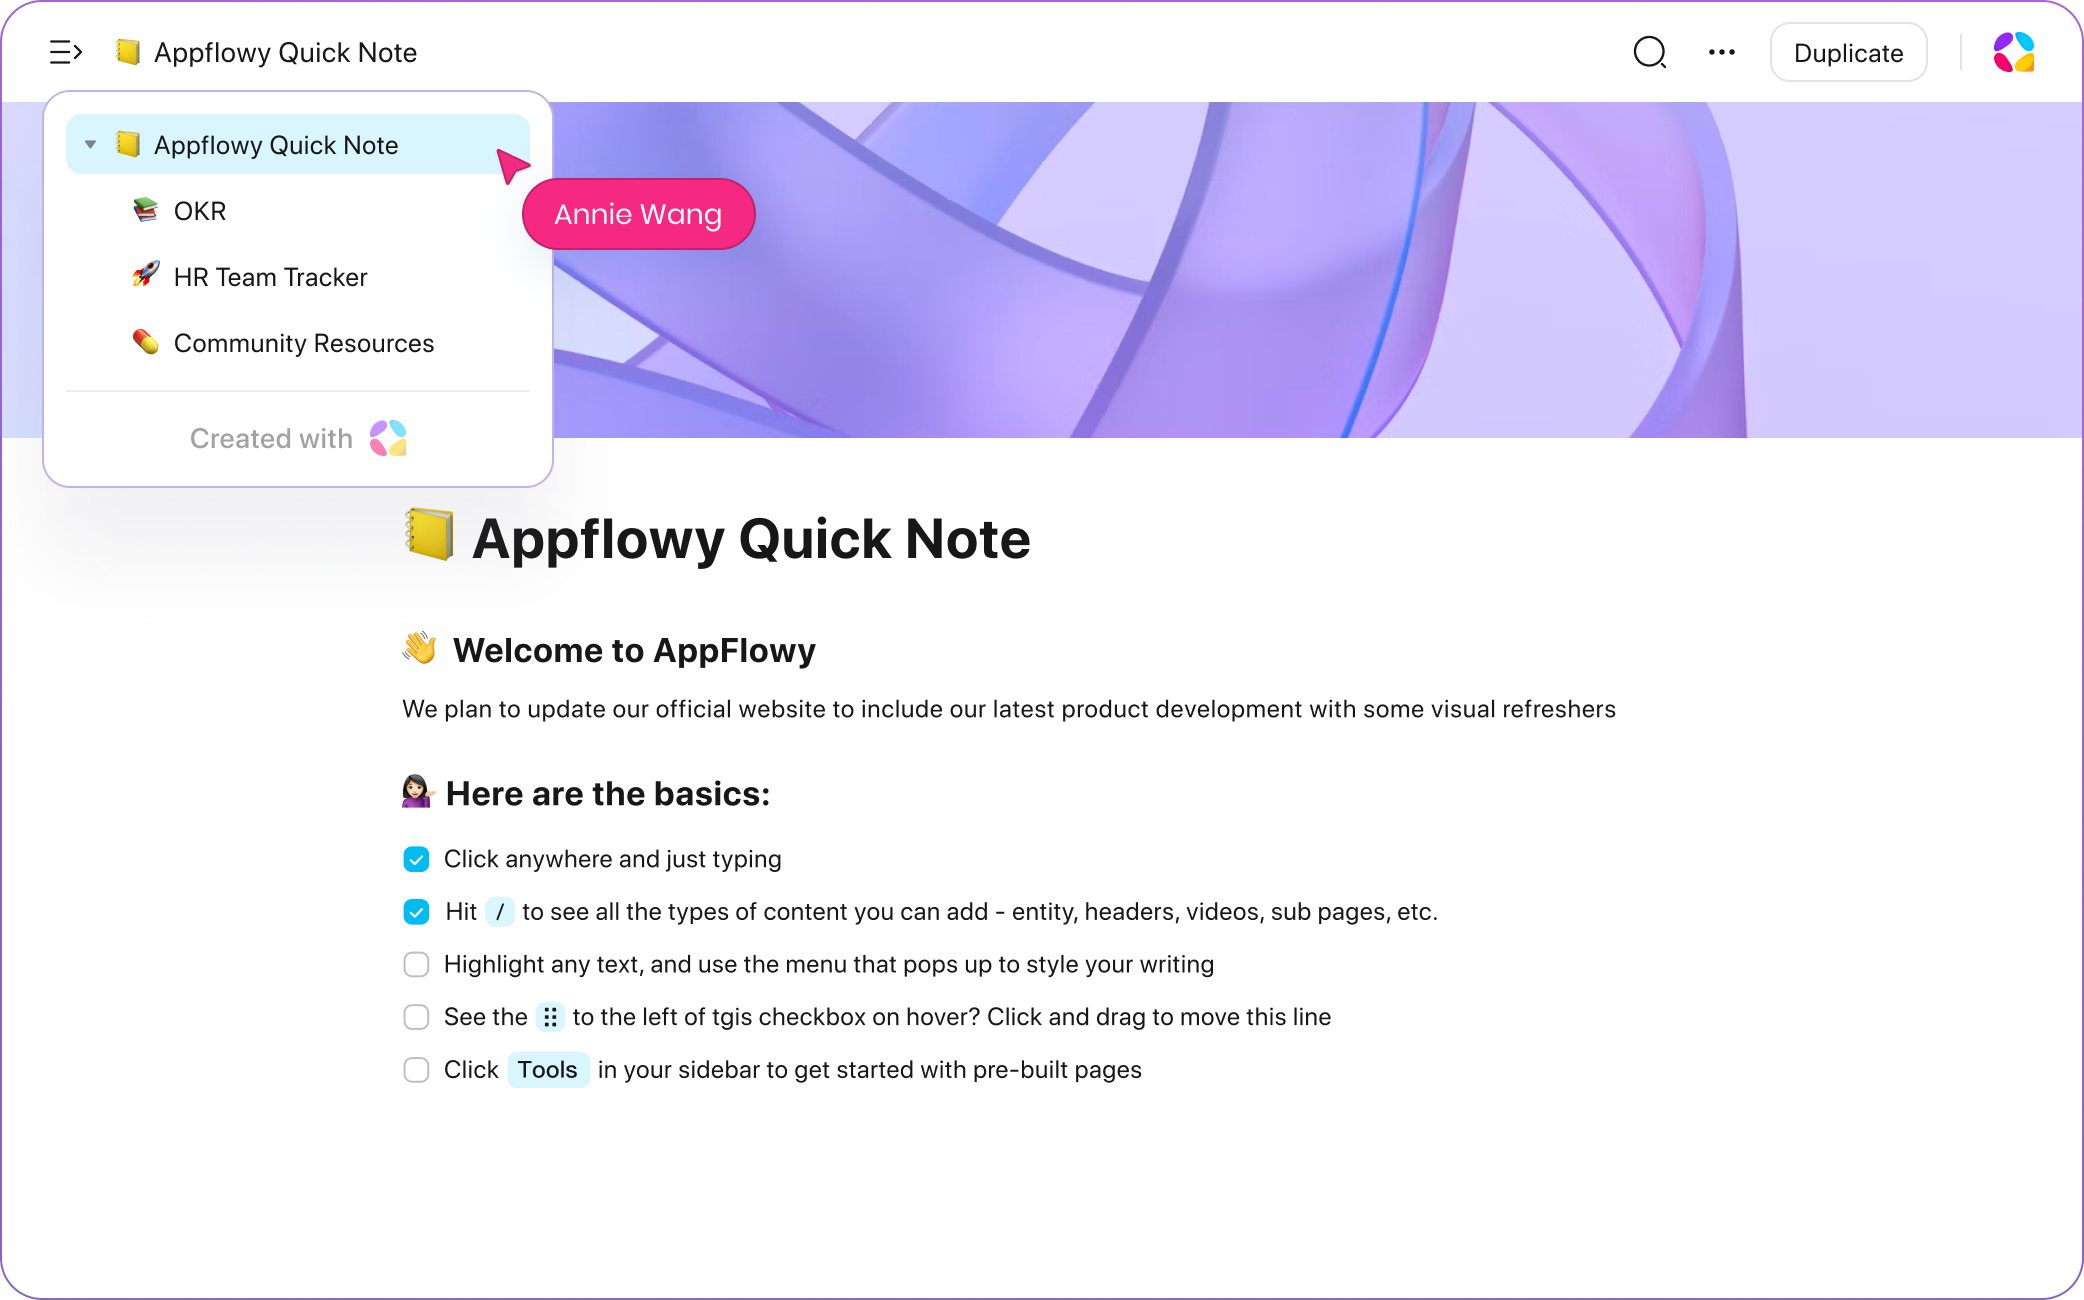 Appflowy Quick Note
Duplicate
Appflowy Quick Note
Annie Wang
OKR
HR Team Tracker
Community Resources
Created with
Appflowy Quick Note
Welcome to AppFlowy
We plan to update our official website to include our latest product development with some visual refreshers
Here are the basics:
Click anywhere and just typing
Hit / to see all the types of content you can add - entity, headers, videos, sub pages, etc.
Highlight any text, and use the menu that pops up to style your writing
See the to the left of tgis checkbox on hover? Click and drag to move this line
Click Tools in your sidebar to get started with pre-built pages